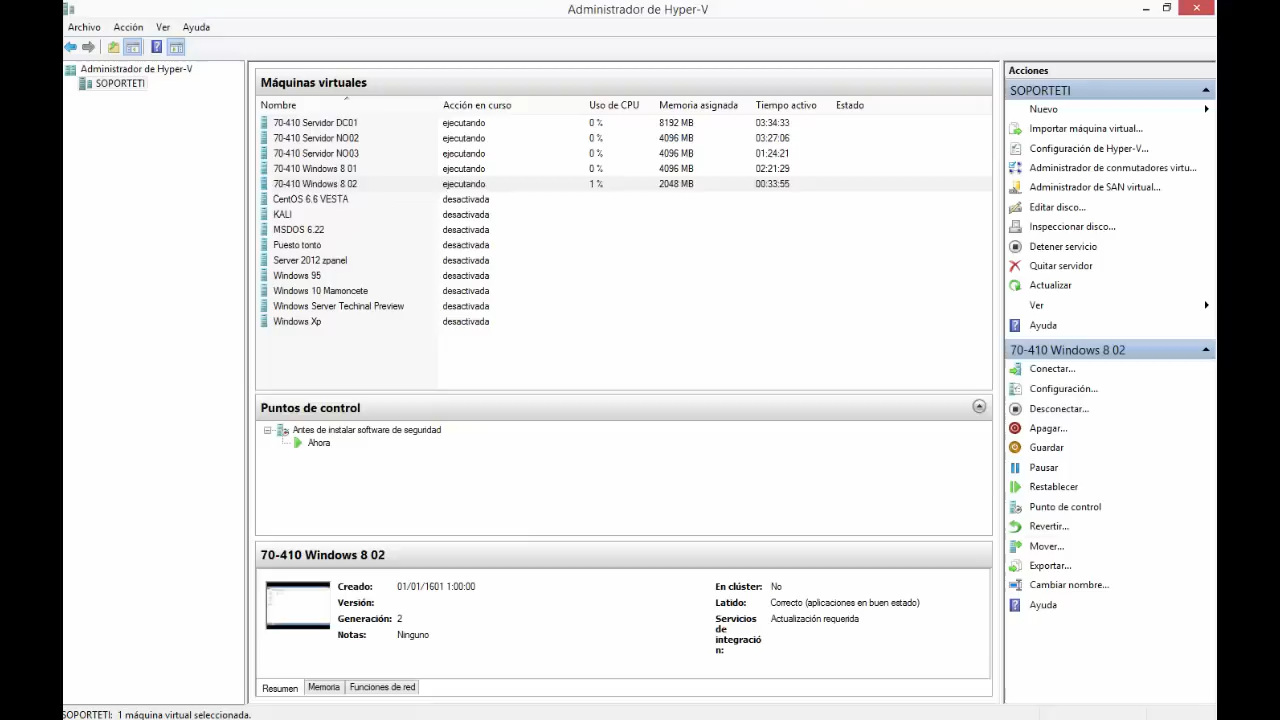 Administrador de Hyper-V
Archivo Acción Ver Ayuda
Administrador de Hyper-V
SOPORTETI
Máquinas virtuales
Nombre Acción en curso Uso de CPU Memoria asignada Tiempo activo Estado
70-410 Servidor DC01 ejecutando 0 % 8192 MB 03:34:33
70-410 Servidor NO02 ejecutando 0 % 4096 MB 03:27:06
70-410 Servidor NO03 ejecutando 0 % 4096 MB 01:24:21
70-410 Windows 8 01 ejecutando 0 % 4096 MB 02:21:29
70-410 Windows 8 02 ejecutando 1 % 2048 MB 00:33:55
CentOS 6.6 VESTA desactivada
KALI desactivada
MSDOS 6.22 desactivada
Puesto tonto desactivada
Server 2012 zpanel desactivada
Windows 95 desactivada
Windows 10 Mamoncete desactivada
Windows Server Techinal Preview desactivada
Windows Xp desactivada
Puntos de control
Antes de instalar software de seguridad
Ahora
70-410 Windows 8 02
Creado: 01/01/1601 1:00:00
Versión:
Generación: 2
Notas: Ninguno
En clúster: No
Latido: Correcto (aplicaciones en buen estado)
Servicios Actualización requerida
de
integració
n:
Resumen Memoria Funciones de red
Acciones
SOPORTETI
Nuevo
Importar máquina virtual...
Configuración de Hyper-V...
Administrador de conmutadores virtu...
Administrador de SAN virtual...
Editar disco...
Inspeccionar disco...
Detener servicio
Quitar servidor
Actualizar
Ver
Ayuda
70-410 Windows 8 02
Conectar...
Configuración...
Desconectar...
Apagar...
Guardar
Pausar
Restablecer
Punto de control
Revertir...
Mover...
Exportar...
Cambiar nombre...
Ayuda
SOPORTETI: 1 máquina virtual seleccionada.